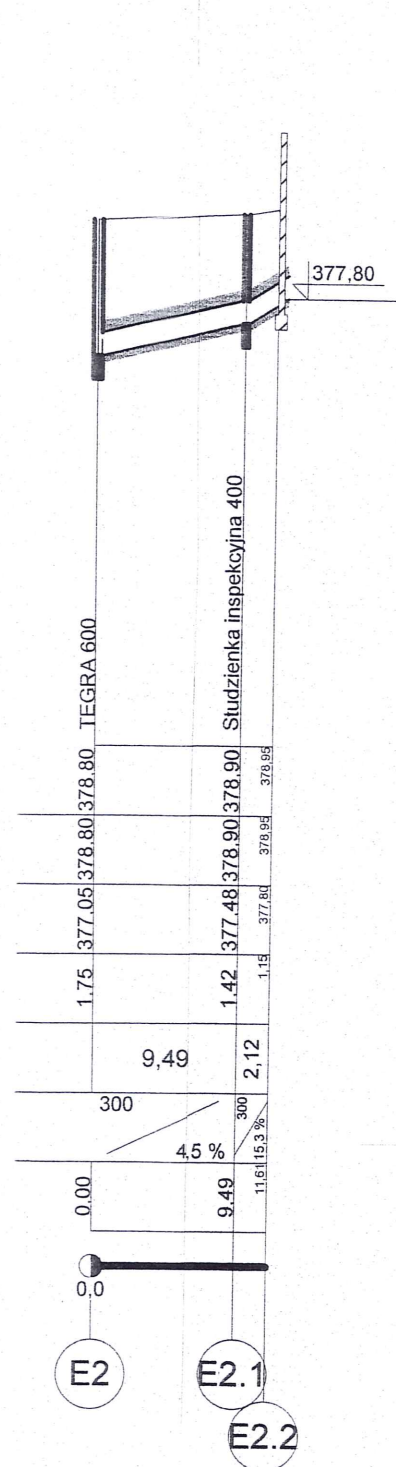 377,80
TEGRA 600
Studzienka inspekcyjna 400
378.80 378.90 378,95
378.80 378.90 378,95
377.05 377.48 377,80
1.75 1.42 1,15
9,49 2,12
300 300
4,5 % 15,3 %
0,00 9.49 11,61
0,0
E2 E2.1
E2.2